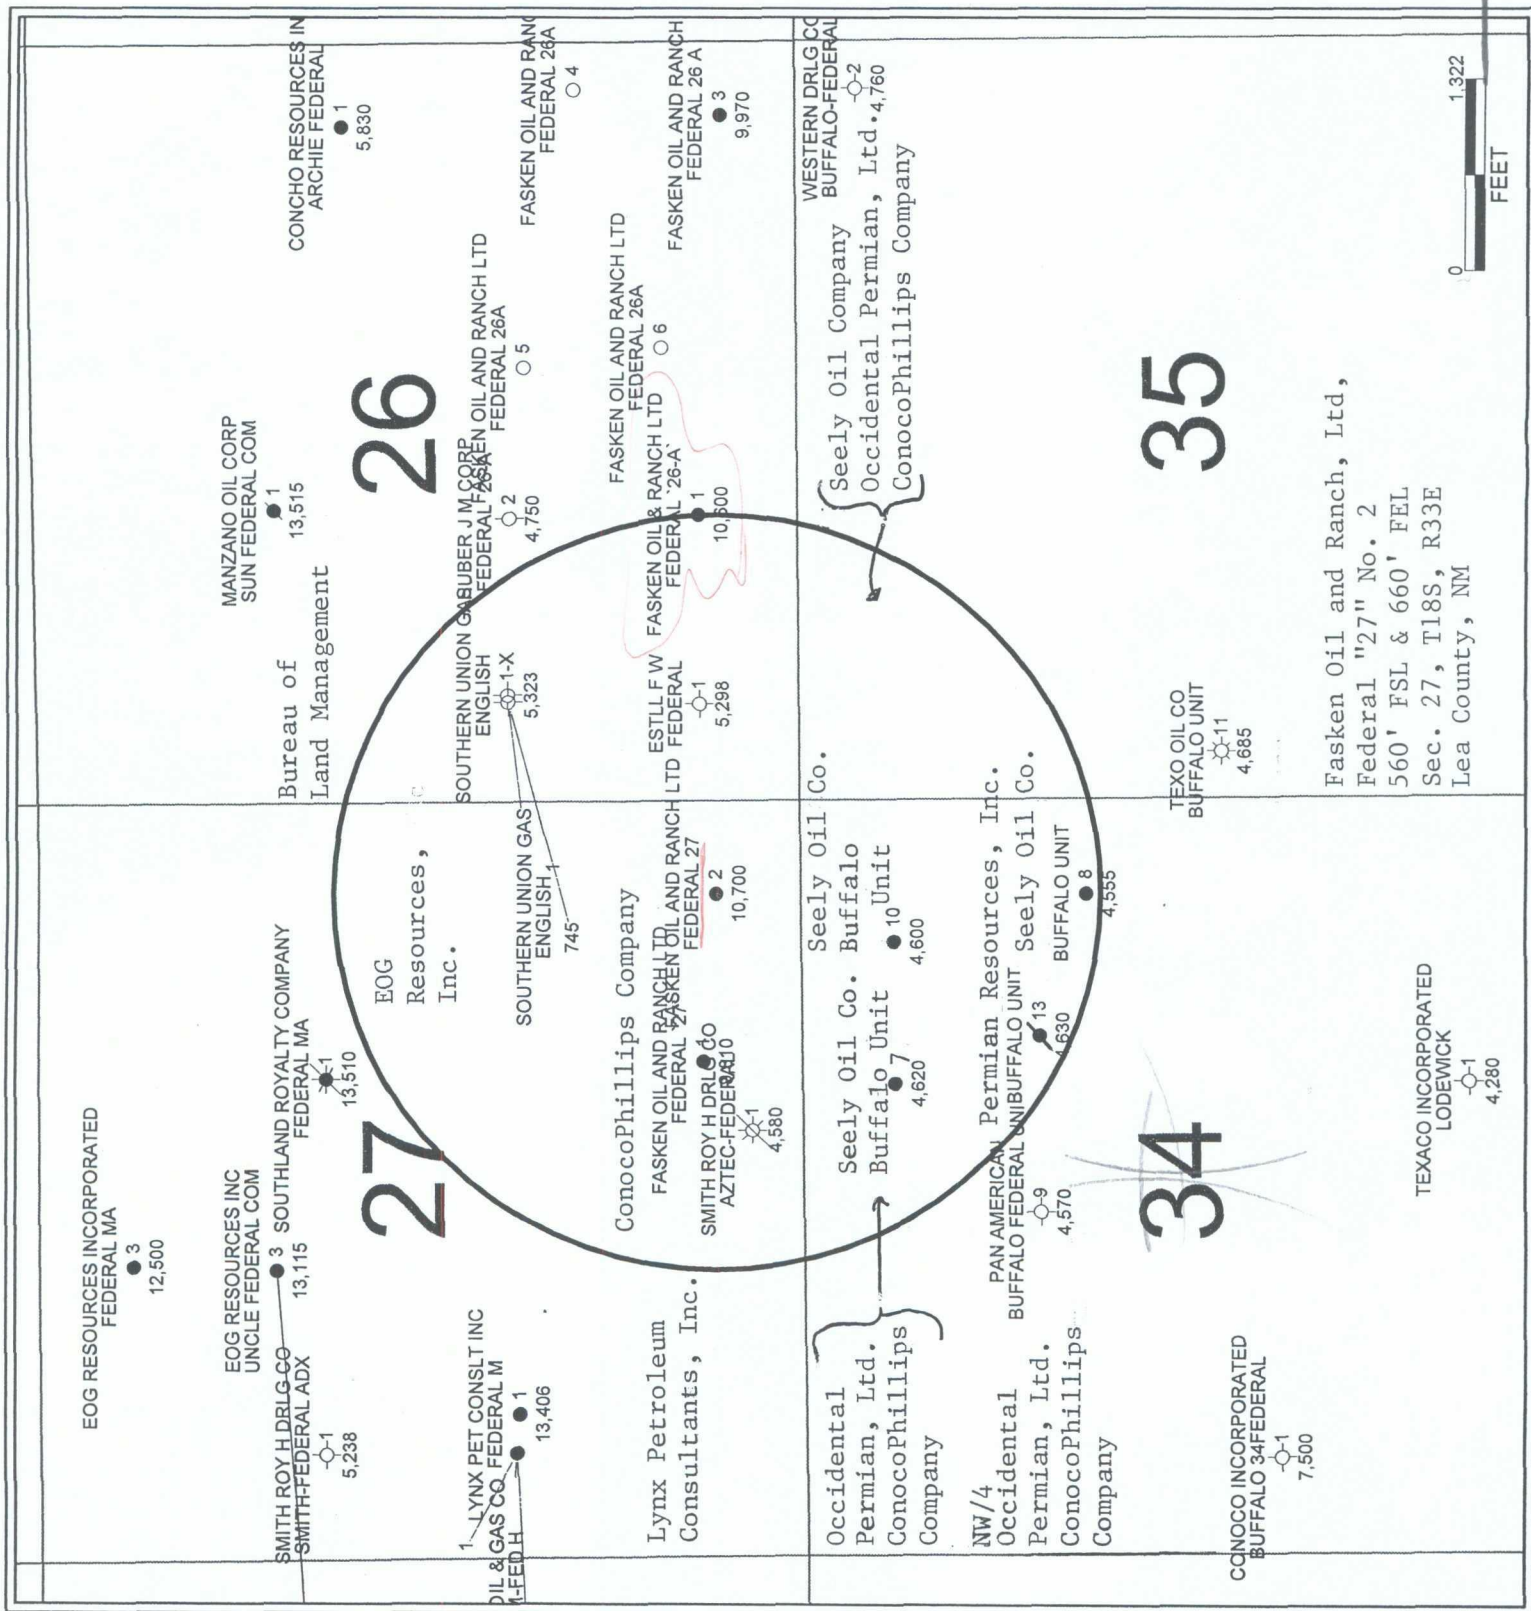 EOG RESOURCES INCORPORATED
FEDERAL MA
3
12,500
EOG RESOURCES INC
UNCLE FEDERAL COM
3
13,115
SOUTHLAND ROYALTY COMPANY
FEDERAL MA
1
13,510
SMITH ROY H DRLG CO
SMITH-FEDERAL ADX
1
5,238
27
EOG
Resources,
Inc.
MANZANO OIL CORP
SUN FEDERAL COM
1
13,515
Bureau of
Land Management
26
CONCHO RESOURCES IN
ARCHIE FEDERAL
1
5,830
1
LYNX PET CONSLT INC
OIL & GAS CO FEDERAL M
M-FED H
1
13,406
SOUTHERN UNION GAS
ENGLISH
1
745
SOUTHERN UNION GA
ENGLISH
1-X
5,323
HUBER J M CORP
FEDERAL 26-A
2
4,750
FASKEN OIL AND RANCH LTD
FEDERAL 26A
5
FASKEN OIL AND RANC
FEDERAL 26A
4
FASKEN OIL AND RANCH LTD
FEDERAL 26A
6
FASKEN OIL AND RANCH
FEDERAL 26 A
3
9,970
Lynx Petroleum
Consultants, Inc.
ConocoPhillips Company
FASKEN OIL AND RANCH LTD
FEDERAL 27
SMITH ROY H DRLG CO
AZTEC-FEDERAL
1
4,580
FASKEN OIL AND RANCH LTD
FEDERAL 27
2
10,700
ESTLL F W
FEDERAL
1
5,298
FASKEN OIL & RANCH LTD
FEDERAL '26-A'
1
10,600
WESTERN DRLG CO
BUFFALO-FEDERAL
2
4,760
Occidental
Permian, Ltd.
ConocoPhillips
Company
Seely Oil Co.
Buffalo Unit
7
4,620
Seely Oil Co.
Buffalo
Unit
10
4,600
Seely Oil Company
Occidental Permian, Ltd.
ConocoPhillips Company
NW/4
Occidental
Permian, Ltd.
ConocoPhillips
Company
PAN AMERICAN
BUFFALO FEDERAL UNI
9
4,570
Permian Resources, Inc.
BUFFALO UNIT
13
4,630
Seely Oil Co.
BUFFALO UNIT
8
4,555
34
35
TEXO OIL CO
BUFFALO UNIT
11
4,685
CONOCO INCORPORATED
BUFFALO 34FEDERAL
1
7,500
TEXACO INCORPORATED
LODEWICK
1
4,280
Fasken Oil and Ranch, Ltd,
Federal "27" No. 2
560' FSL & 660' FEL
Sec. 27, T18S, R33E
Lea County, NM
0
1,322
FEET